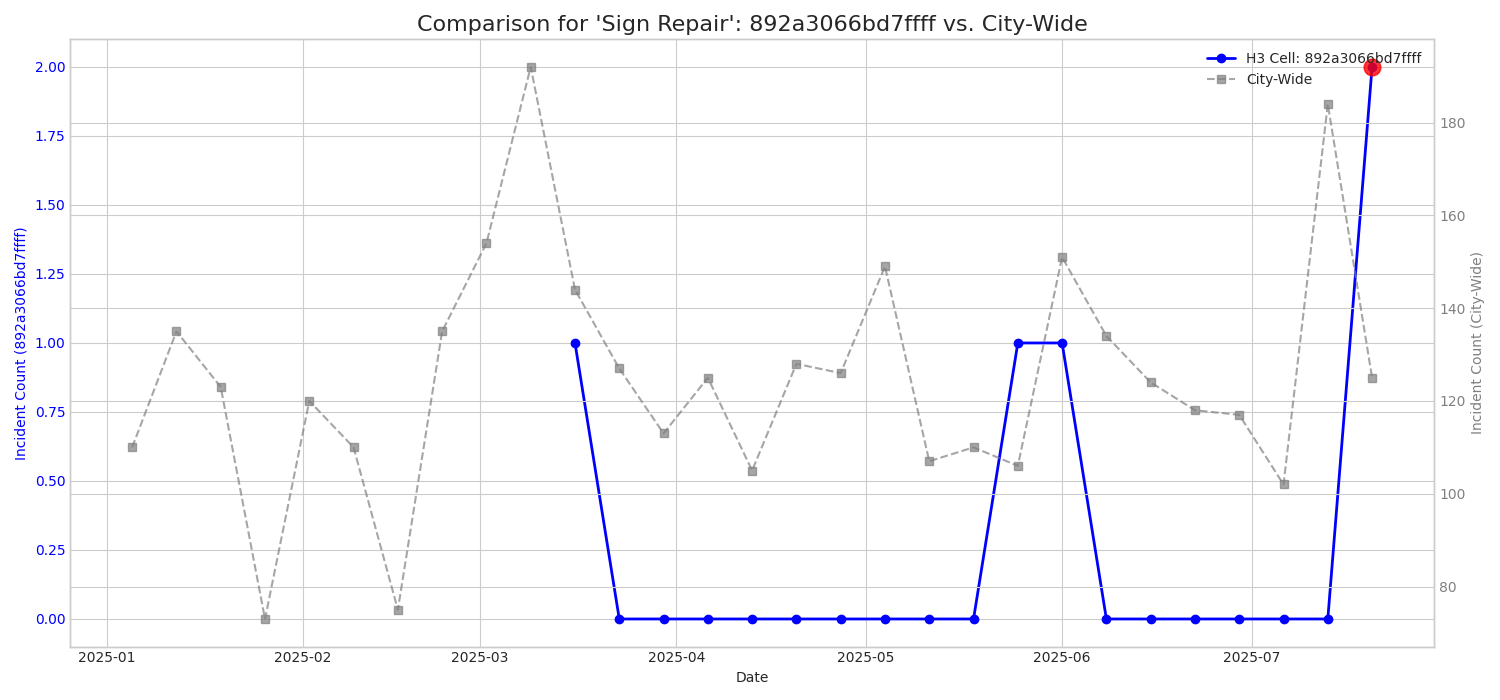 Comparison for 'Sign Repair': 892a3066bd7ffff vs. City-Wide
H3 Cell: 892a3066bd7ffff
City-Wide
Incident Count (892a3066bd7ffff)
2.00
1.75
1.50
1.25
1.00
0.75
0.50
0.25
0.00
180
160
140
120
100
80
Incident Count (City-Wide)
2025-01 2025-02 2025-03 2025-04 2025-05 2025-06 2025-07
Date